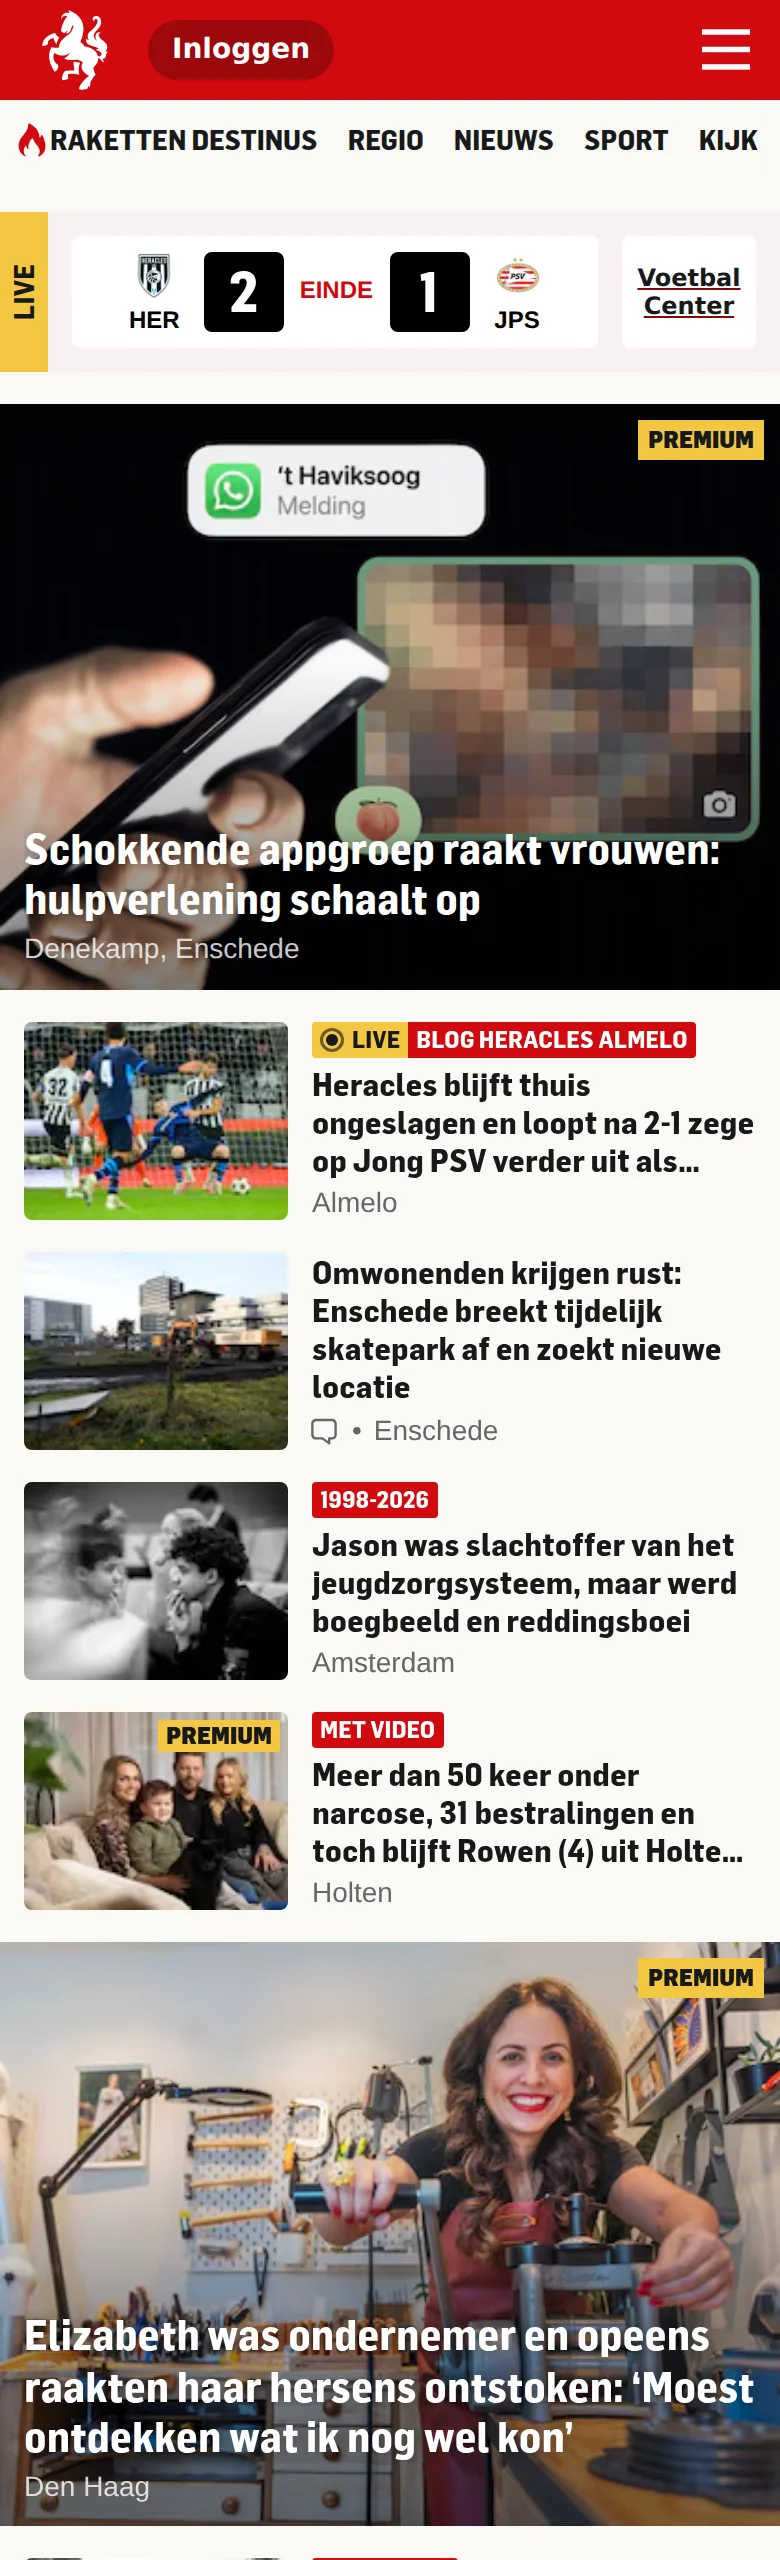 Inloggen
RAKETTEN DESTINUS REGIO NIEUWS SPORT KIJK
LIVE
HERACLES
HER
2
EINDE
1
PSV
JPS
Voetbal
Center
PREMIUM
't Haviksoog
Melding
Schokkende appgroep raakt vrouwen:
hulpverlening schaalt op
Denekamp, Enschede
LIVE BLOG HERACLES ALMELO
32
4
Heracles blijft thuis
ongeslagen en loopt na 2-1 zege
op Jong PSV verder uit als...
Almelo
Omwonenden krijgen rust:
Enschede breekt tijdelijk
skatepark af en zoekt nieuwe
locatie
• Enschede
1998-2026
Jason was slachtoffer van het
jeugdzorgsysteem, maar werd
boegbeeld en reddingsboei
Amsterdam
PREMIUM
MET VIDEO
Meer dan 50 keer onder
narcose, 31 bestralingen en
toch blijft Rowen (4) uit Holte...
Holten
PREMIUM
Elizabeth was ondernemer en opeens
raakten haar hersens ontstoken: ‘Moest
ontdekken wat ik nog wel kon’
Den Haag